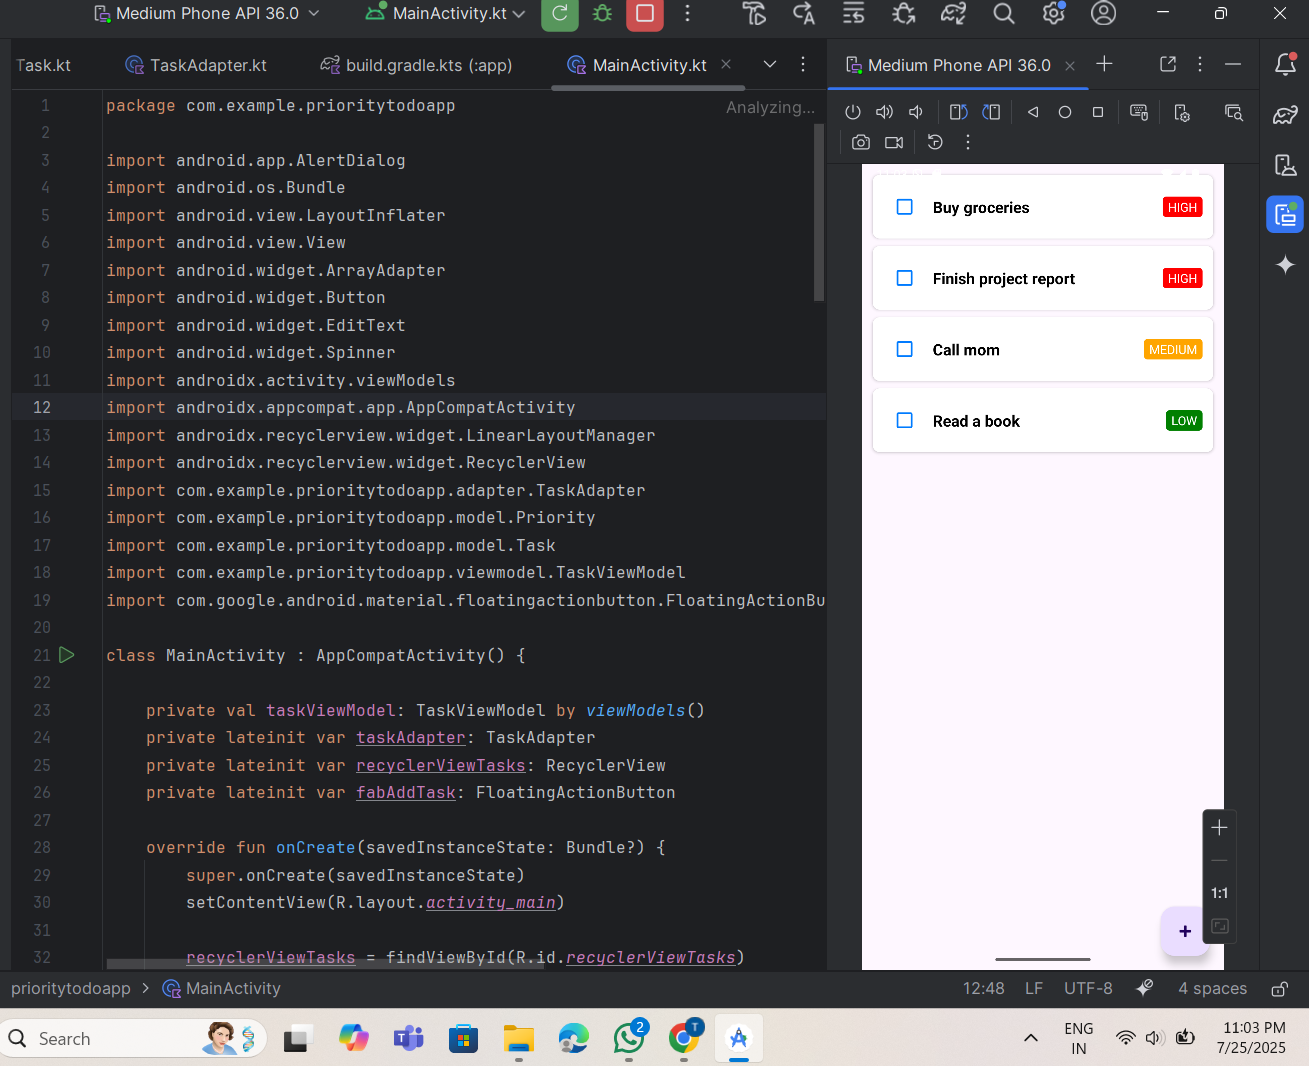 Medium Phone API 36.0
MainActivity.kt
Task.kt
TaskAdapter.kt
build.gradle.kts (:app)
MainActivity.kt
Medium Phone API 36.0
Analyzing...
1 package com.example.prioritytodoapp
2
3 import android.app.AlertDialog
4 import android.os.Bundle
5 import android.view.LayoutInflater
6 import android.view.View
7 import android.widget.ArrayAdapter
8 import android.widget.Button
9 import android.widget.EditText
10 import android.widget.Spinner
11 import androidx.activity.viewModels
12 import androidx.appcompat.app.AppCompatActivity
13 import androidx.recyclerview.widget.LinearLayoutManager
14 import androidx.recyclerview.widget.RecyclerView
15 import com.example.prioritytodoapp.adapter.TaskAdapter
16 import com.example.prioritytodoapp.model.Priority
17 import com.example.prioritytodoapp.model.Task
18 import com.example.prioritytodoapp.viewmodel.TaskViewModel
19 import com.google.android.material.floatingactionbutton.FloatingActionBu
20
21 class MainActivity : AppCompatActivity() {
22
23 private val taskViewModel: TaskViewModel by viewModels()
24 private lateinit var taskAdapter: TaskAdapter
25 private lateinit var recyclerViewTasks: RecyclerView
26 private lateinit var fabAddTask: FloatingActionButton
27
28 override fun onCreate(savedInstanceState: Bundle?) {
29 super.onCreate(savedInstanceState)
30 setContentView(R.layout.activity_main)
31
32 recyclerViewTasks = findViewById(R.id.recyclerViewTasks)
Buy groceries HIGH
Finish project report HIGH
Call mom MEDIUM
Read a book LOW
+
1:1
prioritytodoapp > MainActivity
12:48 LF UTF-8 4 spaces
Search
2
T
ENG
IN
11:03 PM
7/25/2025